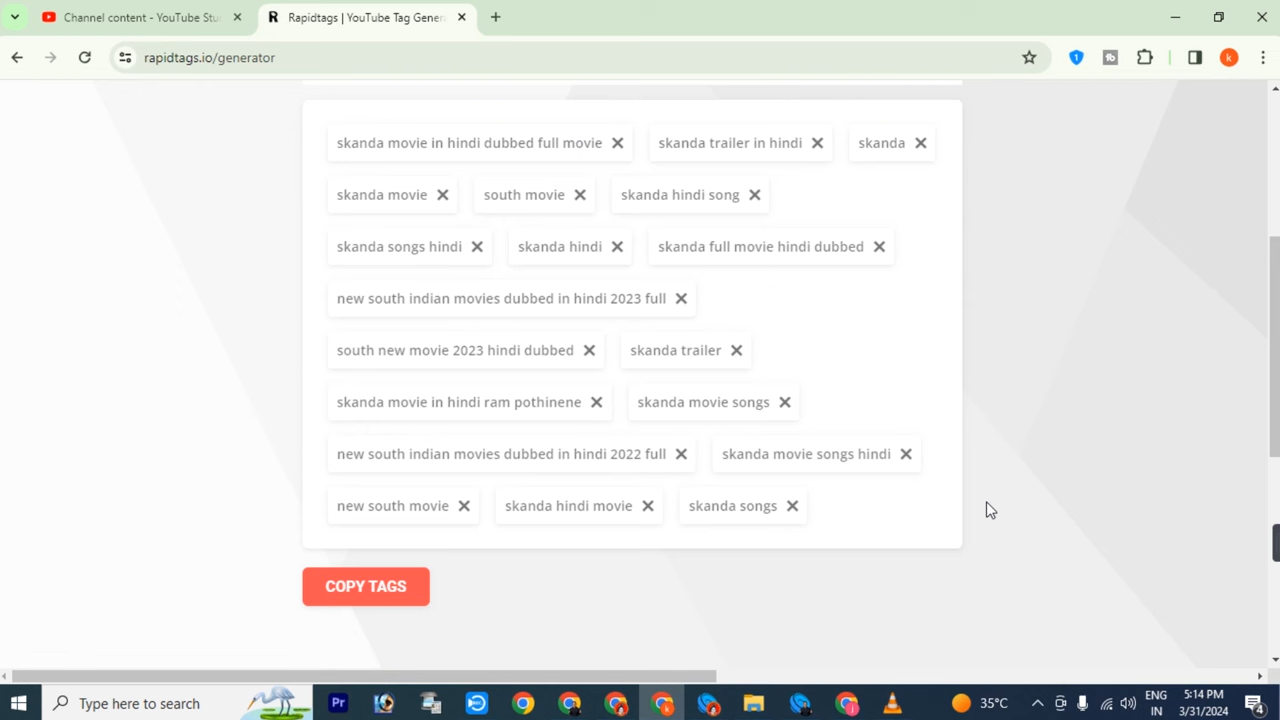 Channel content - YouTube Stu
Rapidtags | YouTube Tag Gener
rapidtags.io/generator
skanda movie in hindi dubbed full movie
skanda trailer in hindi
skanda
skanda movie
south movie
skanda hindi song
skanda songs hindi
skanda hindi
skanda full movie hindi dubbed
new south indian movies dubbed in hindi 2023 full
south new movie 2023 hindi dubbed
skanda trailer
skanda movie in hindi ram pothinene
skanda movie songs
new south indian movies dubbed in hindi 2022 full
skanda movie songs hindi
new south movie
skanda hindi movie
skanda songs
COPY TAGS
Type here to search
Pr
35°C
ENG
IN
5:14 PM
3/31/2024
4